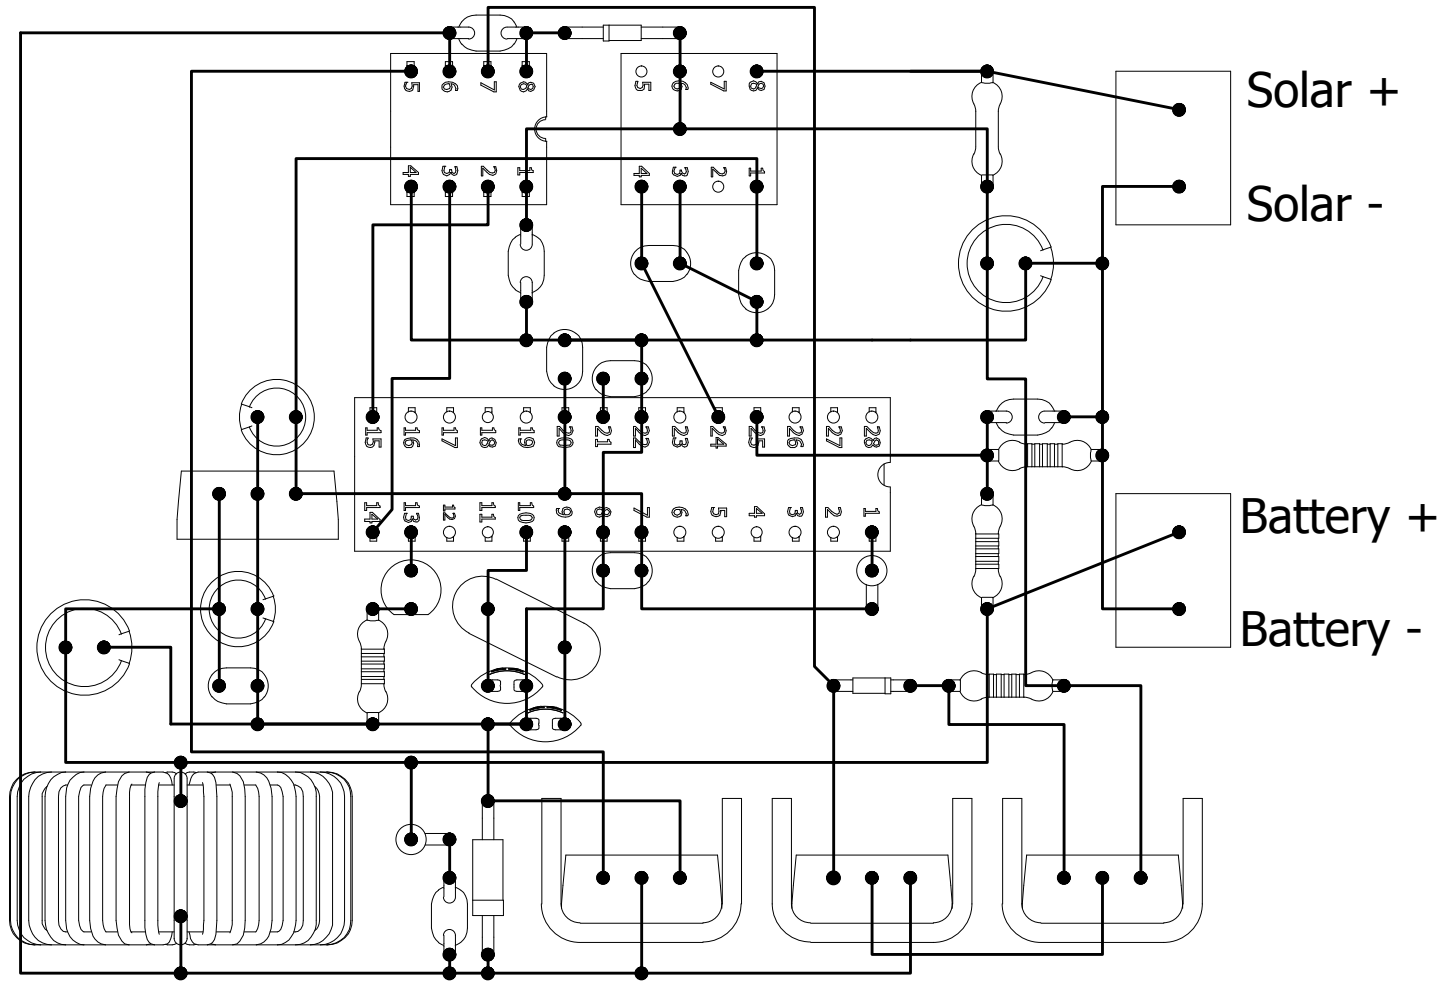 5 6 7 8
5 6 7 8
Solar +
4 3 2 1
4 3 2 1
Solar -
15 16 17 18 19 20 21 22 23 24 25 26 27 28
14 13 12 11 10 9 8 7 6 5 4 3 2 1
Battery +
Battery -